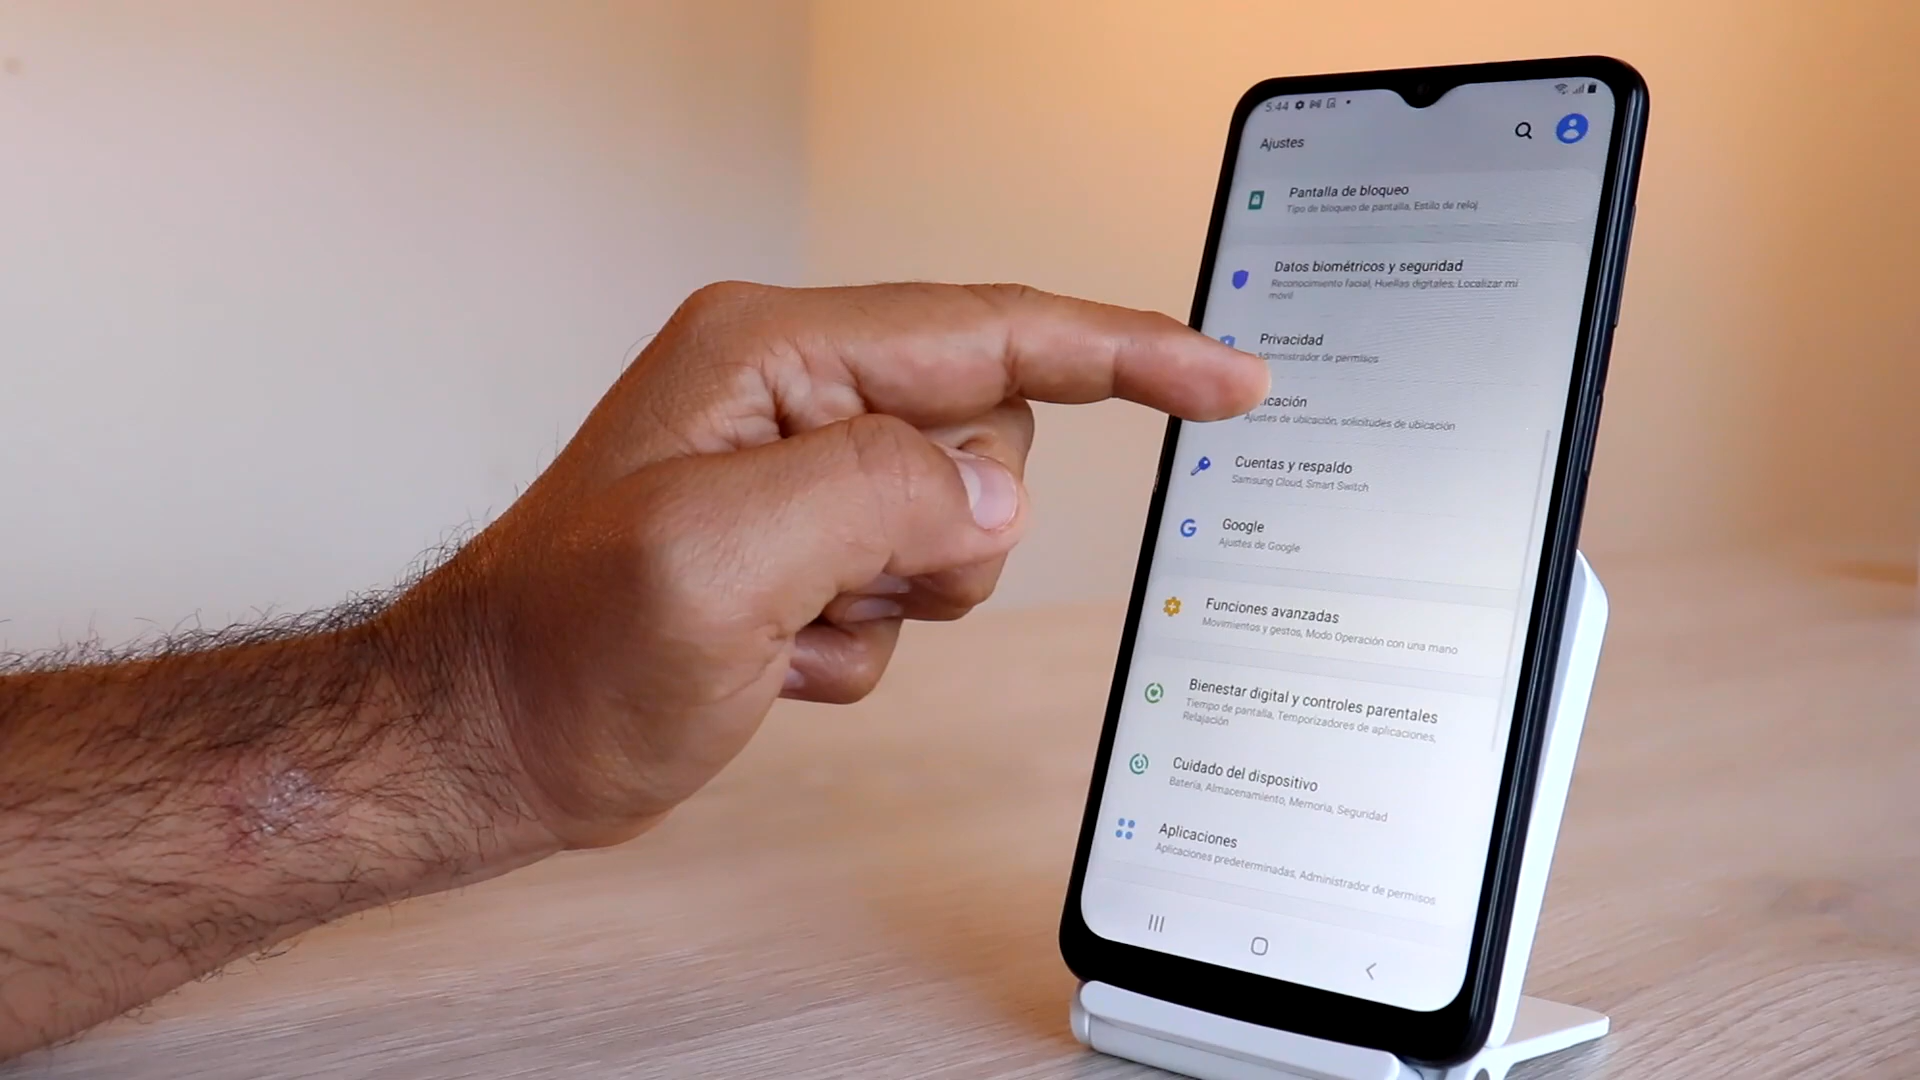 5:44
Ajustes
Pantalla de bloqueo
Tipo de bloqueo de pantalla, Estilo de reloj
Datos biométricos y seguridad
Reconocimiento facial, Huellas digitales, Localizar mi
móvil
Privacidad
Administrador de permisos
icación
Ajustes de ubicación, solicitudes de ubicación
Cuentas y respaldo
Samsung Cloud, Smart Switch
Google
Ajustes de Google
Funciones avanzadas
Movimientos y gestos, Modo Operación con una mano
Bienestar digital y controles parentales
Tiempo de pantalla, Temporizadores de aplicaciones,
Relajación
Cuidado del dispositivo
Batería, Almacenamiento, Memoria, Seguridad
Aplicaciones
Aplicaciones predeterminadas, Administrador de permisos